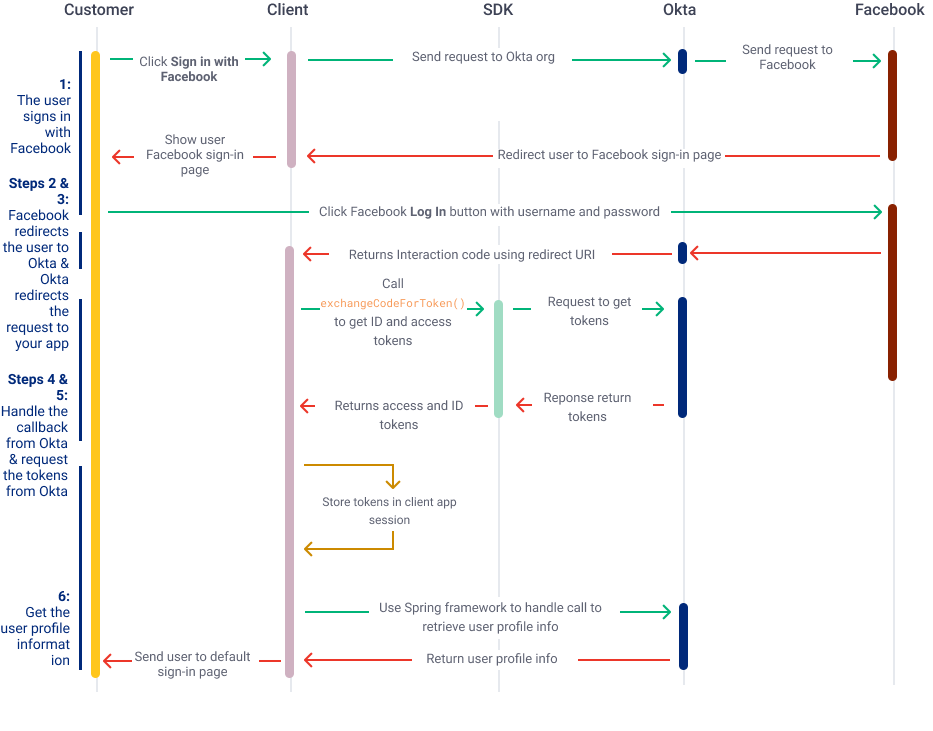 Customer
Client
SDK
Okta
Facebook
Click Sign in with
Facebook
Send request to Okta org
Send request to
Facebook
1:
The user
signs in
with
Facebook
Show user
Facebook sign-in
page
Redirect user to Facebook sign-in page
Steps 2 &
3:
Facebook
redirects
the user to
Okta &
Okta
redirects
the
request to
your app
Click Facebook Log In button with username and password
Returns Interaction code using redirect URI
Call
exchangeCodeForToken()
to get ID and access
tokens
Request to get
tokens
Steps 4 &
5:
Handle the
callback
from Okta
& request
the tokens
from Okta
Returns access and ID
tokens
Reponse return
tokens
Store tokens in client app
session
6:
Get the
user profile
informat
ion
Use Spring framework to handle call to
retrieve user profile info
Send user to default
sign-in page
Return user profile info